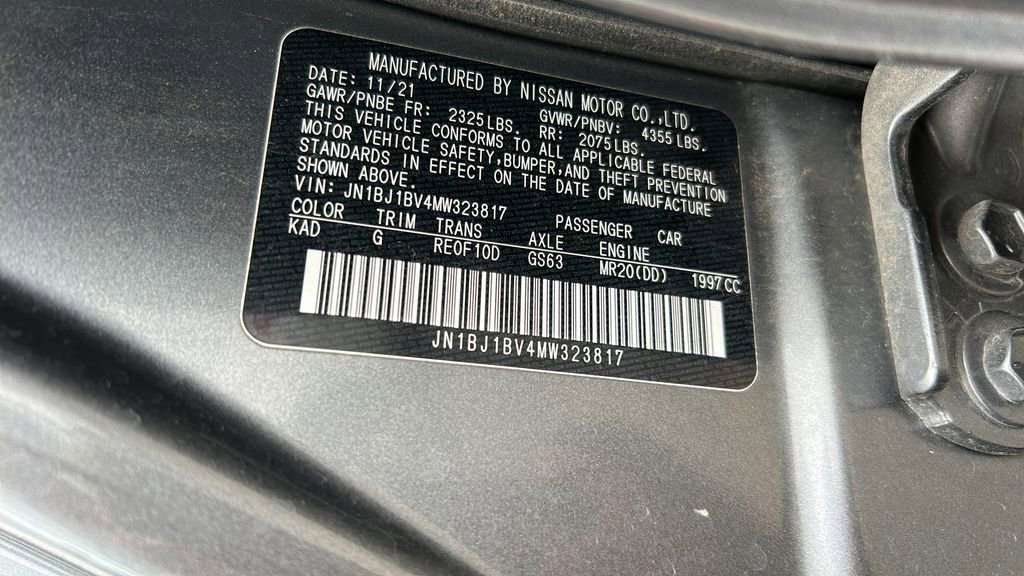 MANUFACTURED BY NISSAN MOTOR CO.,LTD.
DATE: 11/21 GVWR/PNBV: 4355 LBS.
GAWR/PNBE FR: 2325 LBS. RR: 2075 LBS.
THIS VEHICLE CONFORMS TO ALL APPLICABLE FEDERAL
MOTOR VEHICLE SAFETY,BUMPER,AND THEFT PREVENTION
STANDARDS IN EFFECT ON THE DATE OF MANUFACTURE
SHOWN ABOVE.
VIN: JN1BJ1BV4MW323817 PASSENGER CAR
COLOR TRIM TRANS AXLE ENGINE
KAD G RE0F10D GS63 MR20(DD) 1997CC
JN1BJ1BV4MW323817